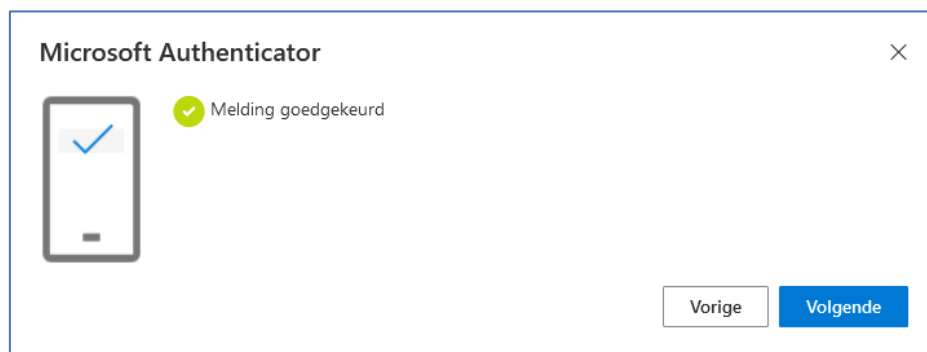 Microsoft Authenticator
Melding goedgekeurd
Vorige
Volgende